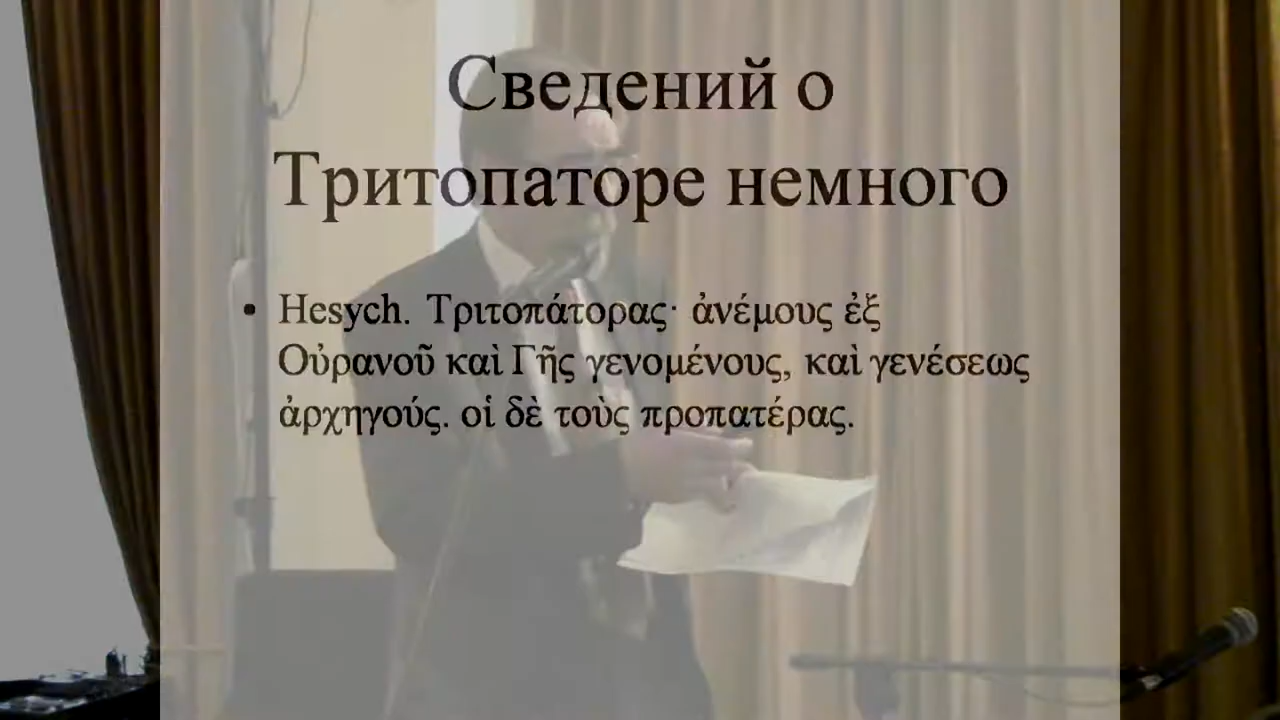 Сведений о
Тритопаторе немного
• Hesych. Τριτοπάτορας· ἀνέμους ἐξ
Οὐρανοῦ καὶ Γῆς γενομένους, καὶ γενέσεως
ἀρχηγούς. οἱ δὲ τοὺς προπατέρας.